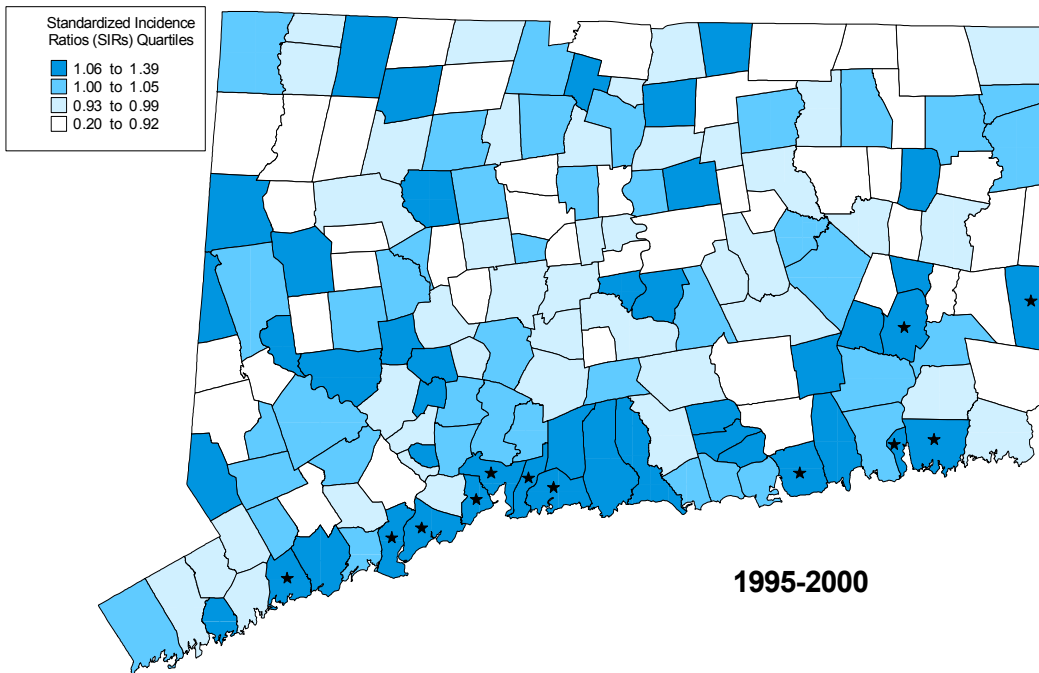 Standardized Incidence
Ratios (SIRs) Quartiles
1.06 to 1.39
1.00 to 1.05
0.93 to 0.99
0.20 to 0.92
1995-2000